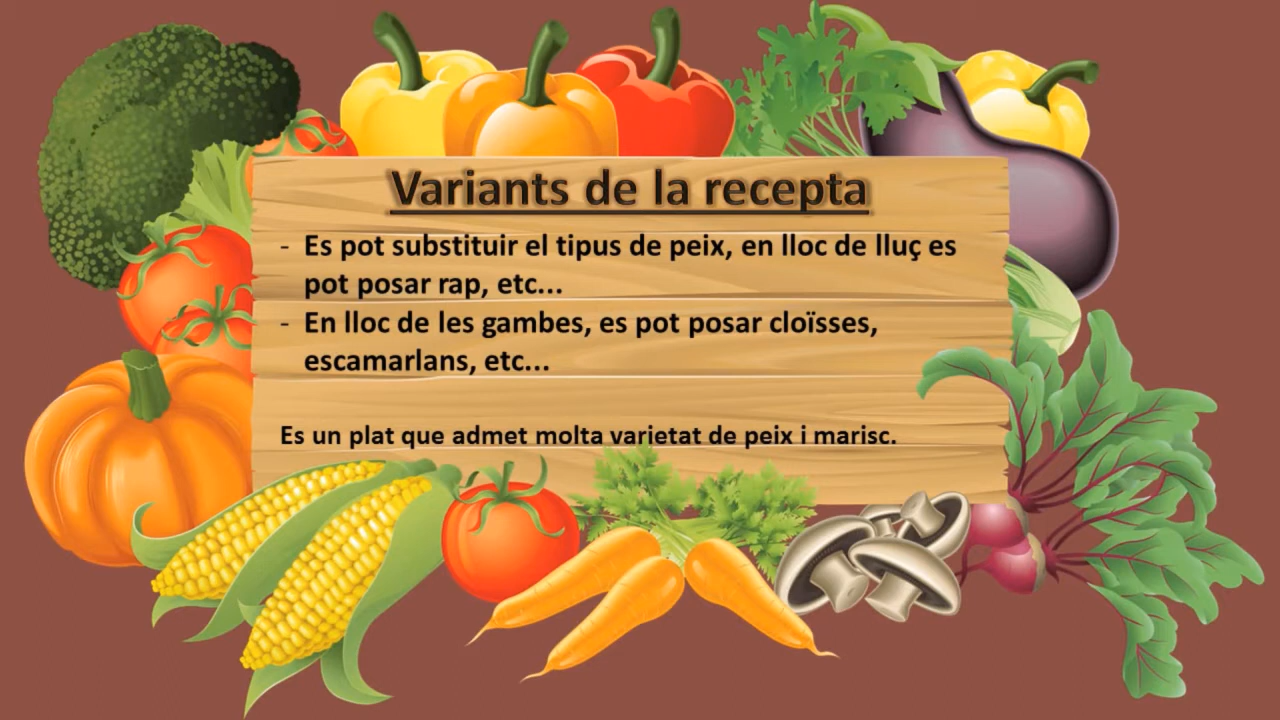 Variants de la recepta
- Es pot substituir el tipus de peix, en lloc de lluç es
pot posar rap, etc...
- En lloc de les gambes, es pot posar cloïsses,
escamarlans, etc...
Es un plat que admet molta varietat de peix i marisc.